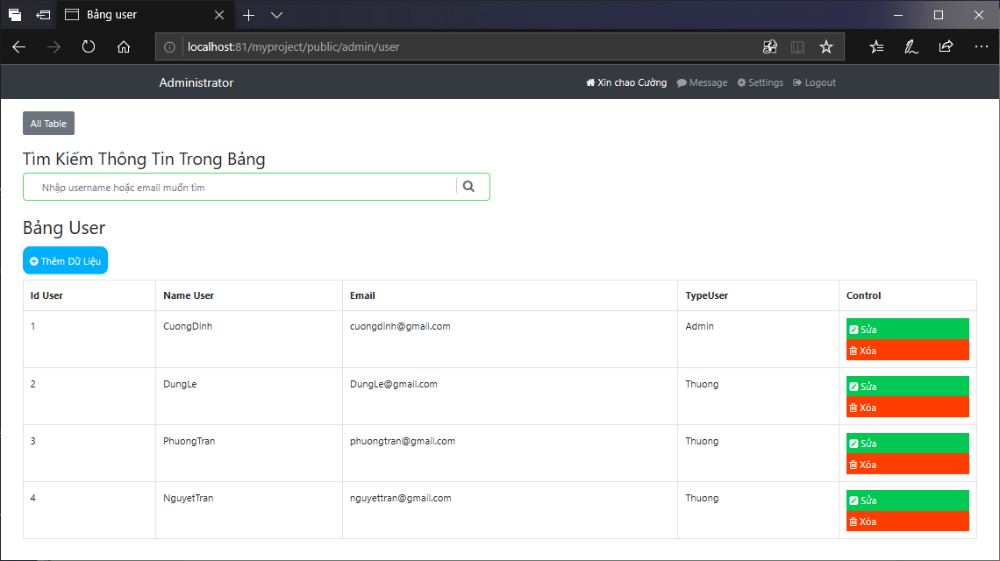 Bảng user
localhost:81/myproject/public/admin/user
Administrator
Xin chao Cường Message Settings Logout
All Table
Tìm Kiếm Thông Tin Trong Bảng
Nhập username hoặc email muốn tìm
Bảng User
Thêm Dữ Liệu
Id User Name User Email TypeUser Control
1 CuongDinh cuongdinh@gmail.com Admin Sửa
Xóa
2 DungLe DungLe@gmail.com Thuong Sửa
Xóa
3 PhuongTran phuongtran@gmail.com Thuong Sửa
Xóa
4 NguyetTran nguyettran@gmail.com Thuong Sửa
Xóa